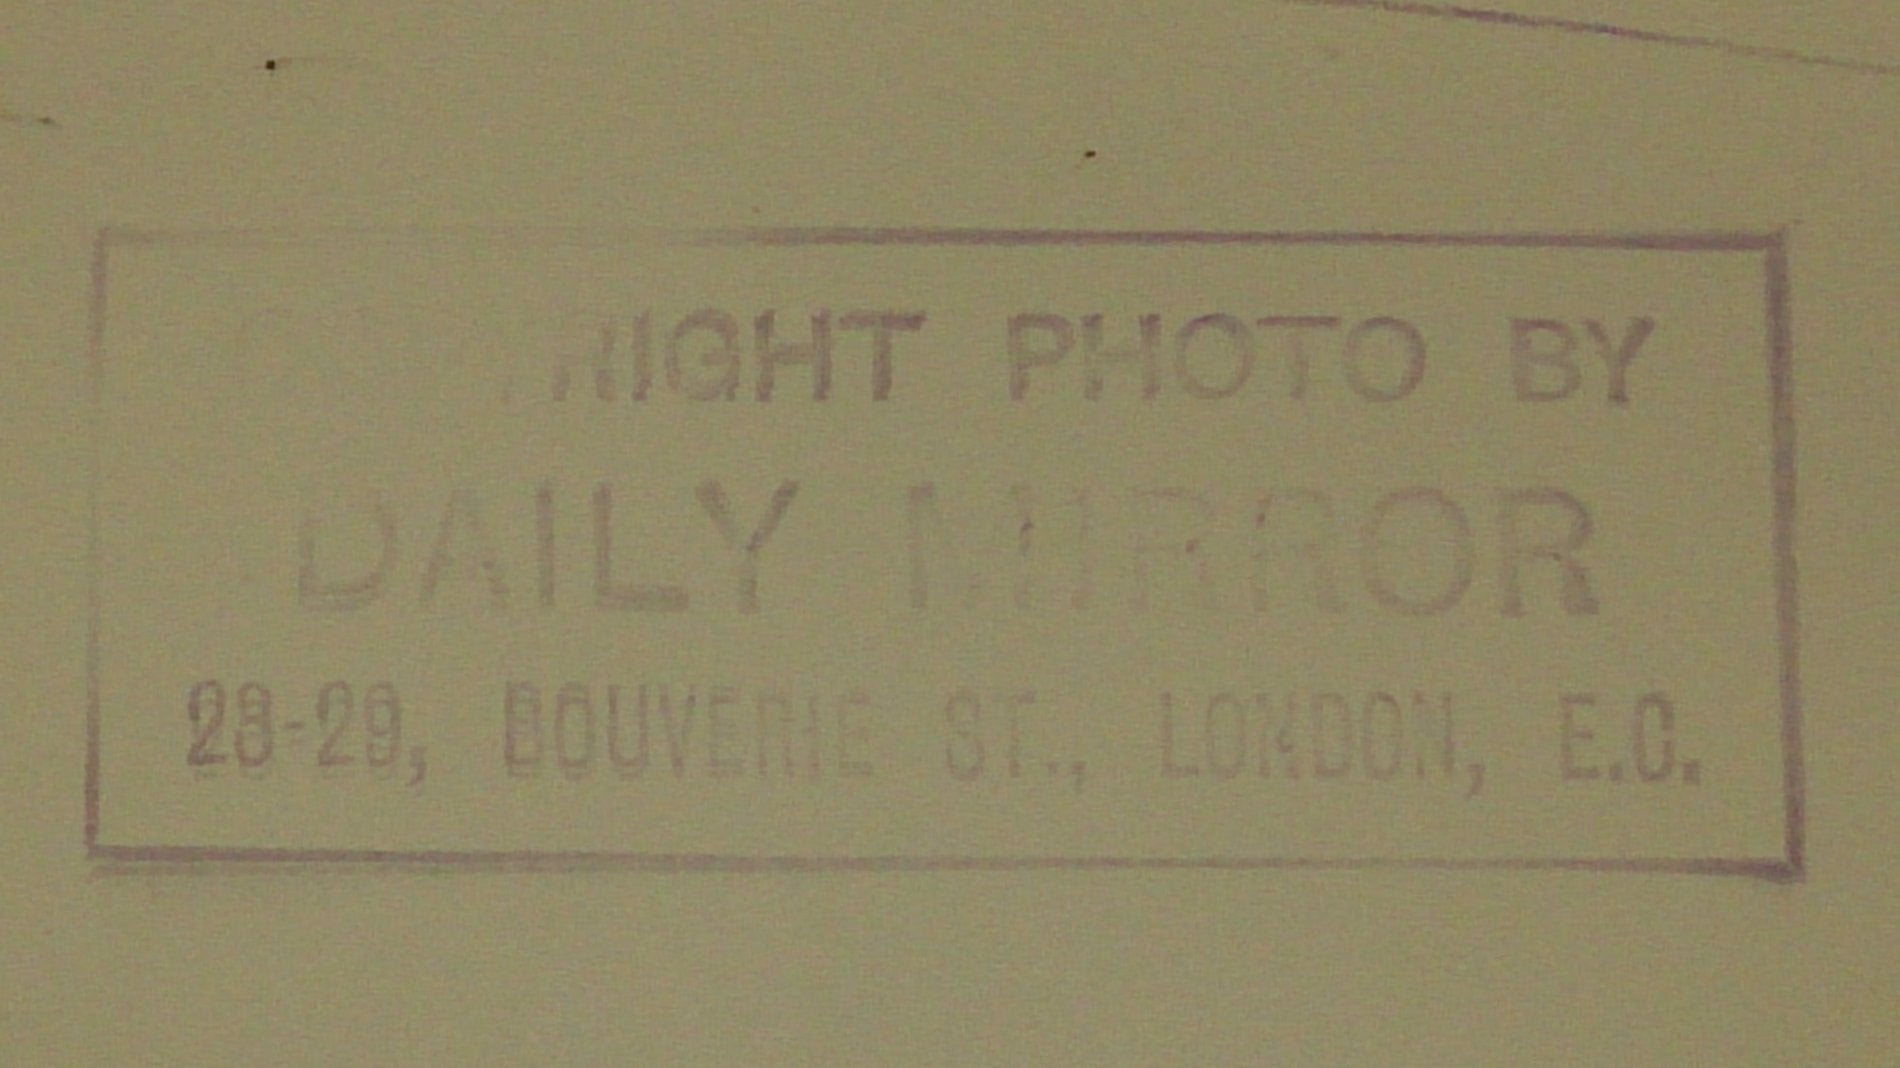 RIGHT PHOTO BY
DAILY MIRROR
23-29, BOUVERIE ST., LONDON, E.C.